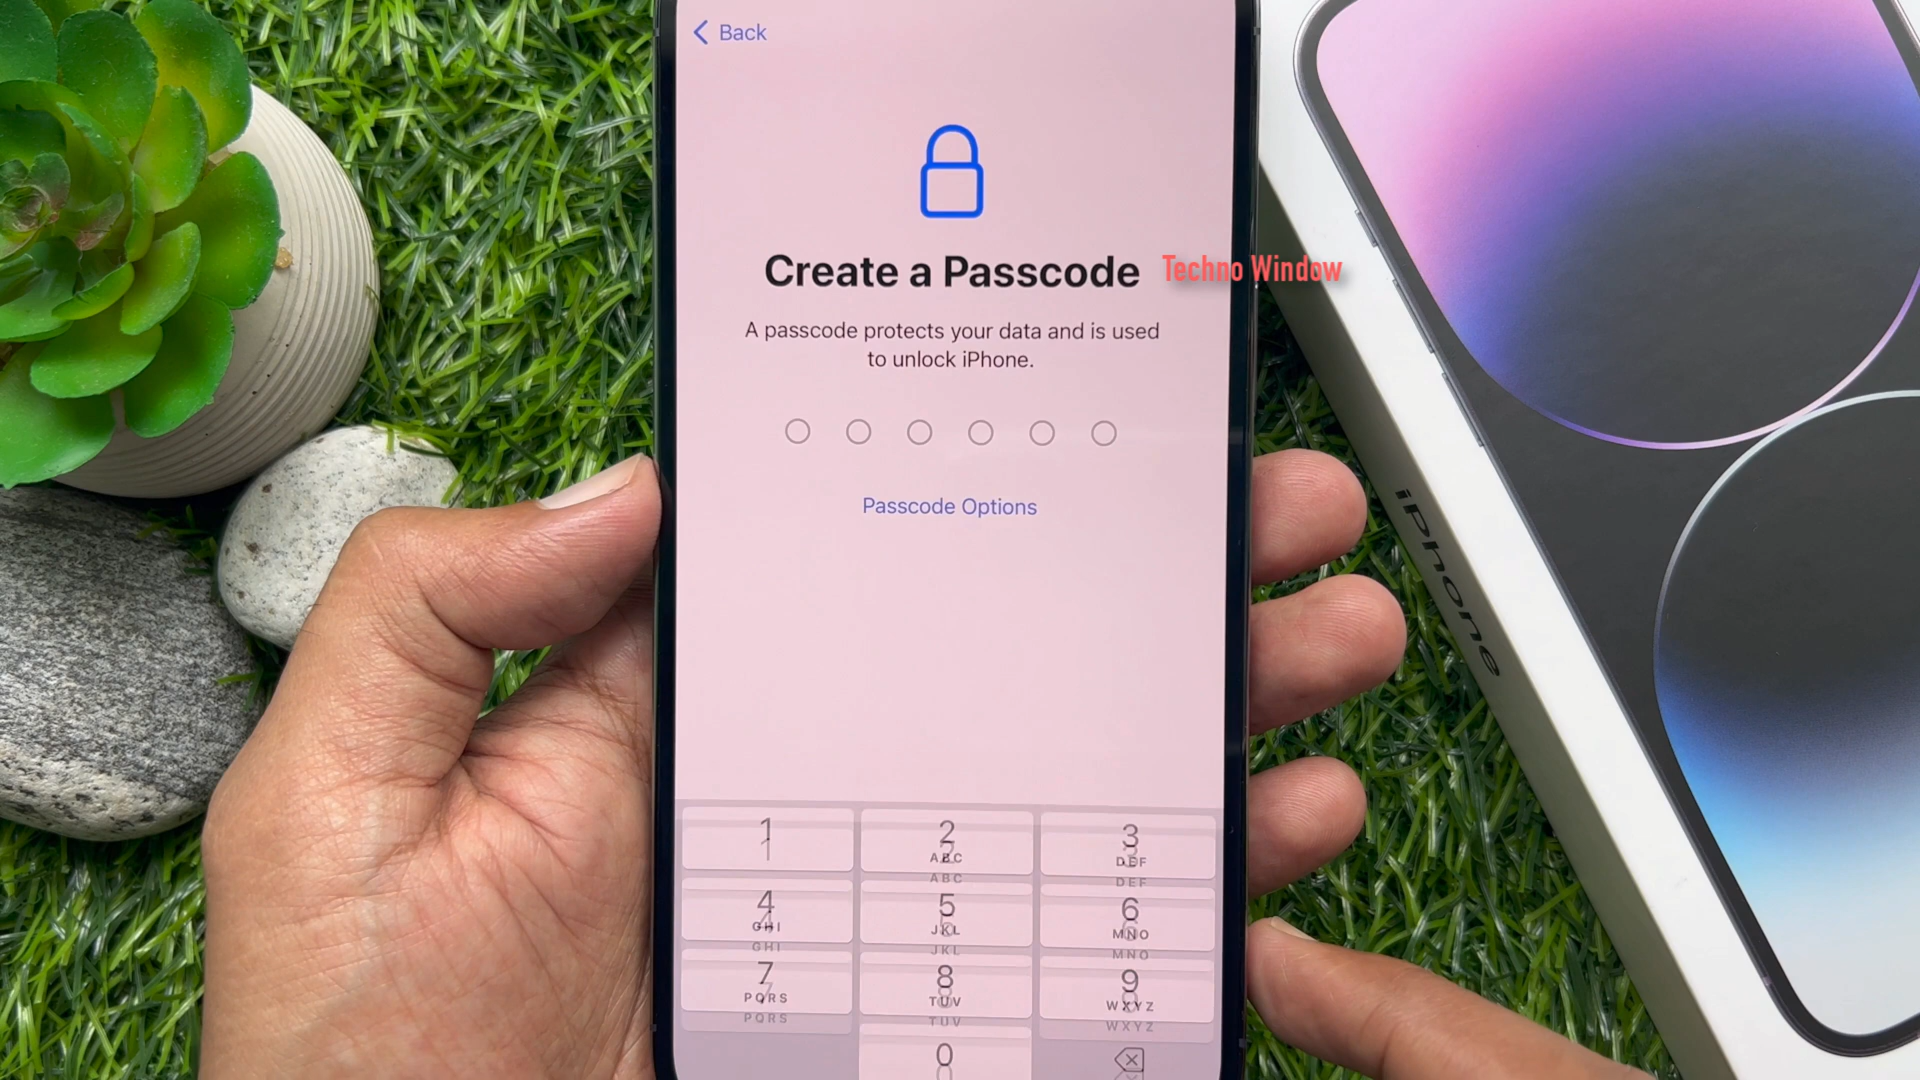 Back
Create a Passcode
Techno Window
A passcode protects your data and is used
to unlock iPhone.
Passcode Options
1
2
ABC
3
DEF
4
GHI
5
JKL
6
MNO
7
PQRS
8
TUV
9
WXYZ
0
iPhone